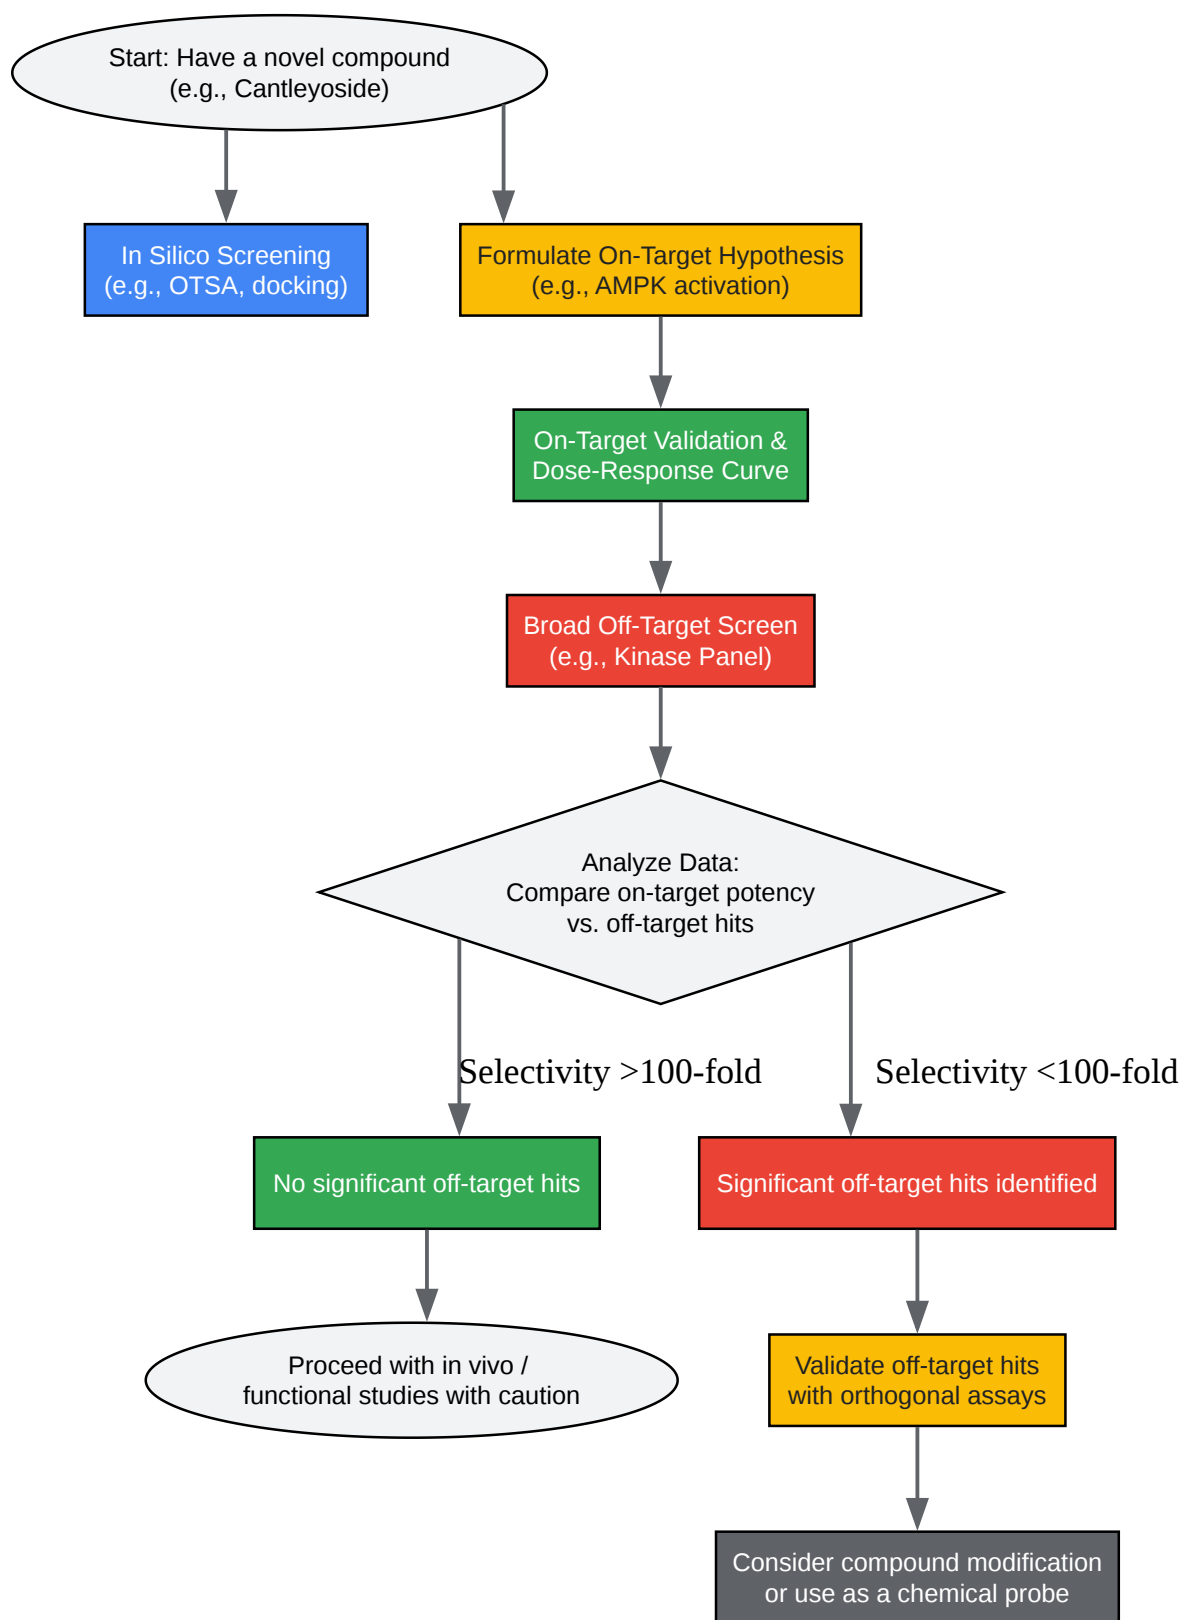 Start: Have a novel compound
(e.g., Cantleyoside)
In Silico Screening
(e.g., OTSA, docking)
Formulate On-Target Hypothesis
(e.g., AMPK activation)
On-Target Validation &
Dose-Response Curve
Broad Off-Target Screen
(e.g., Kinase Panel)
Analyze Data:
Compare on-target potency
vs. off-target hits
Selectivity >100-fold
Selectivity <100-fold
No significant off-target hits
Significant off-target hits identified
Proceed with in vivo /
functional studies with caution
Validate off-target hits
with orthogonal assays
Consider compound modification
or use as a chemical probe